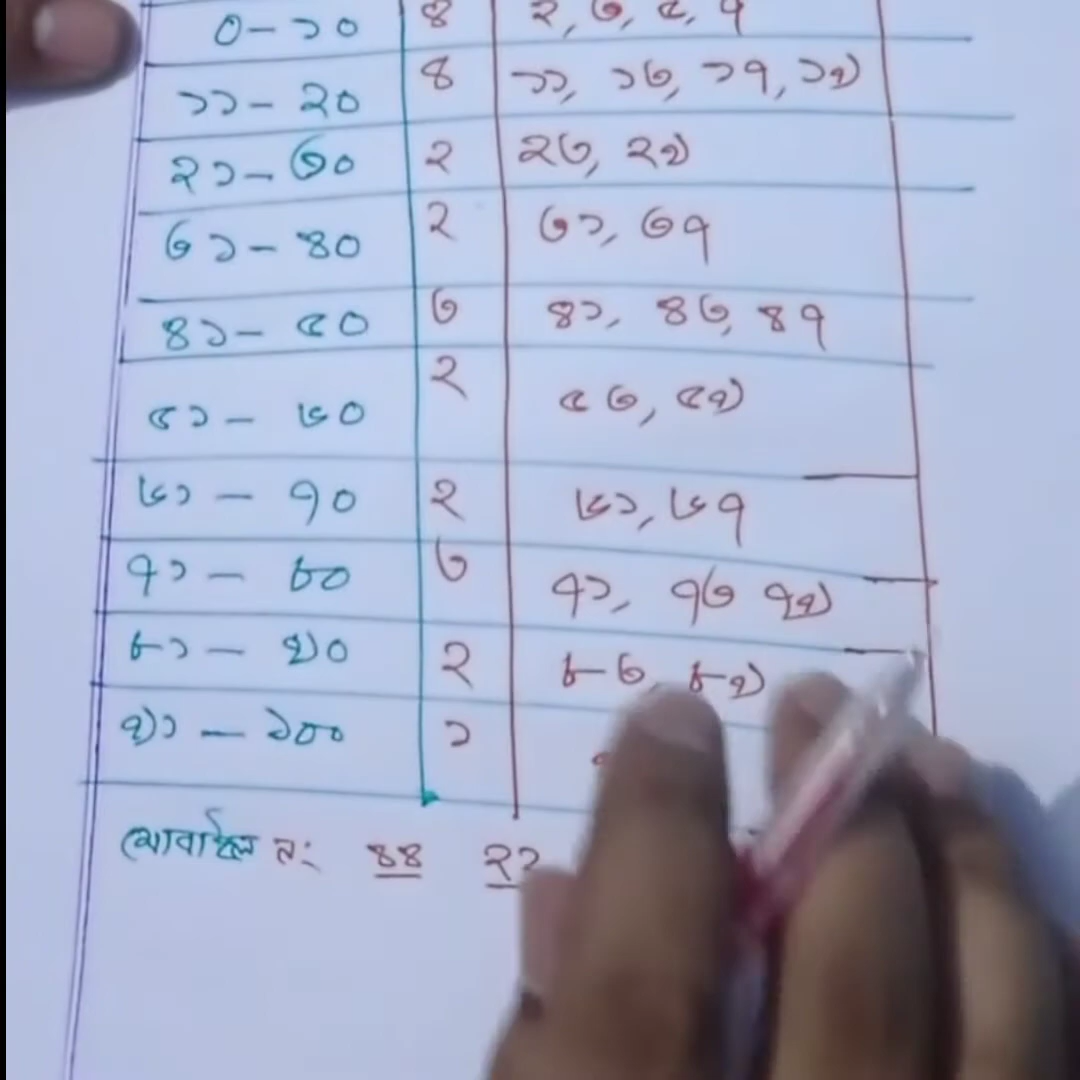 ০-১০ ৪ ২, ৩, ৫, ৭
১১- ২০ ৪ ১১, ১৩, ১৭, ১৯
২১- ৩০ ২ ২৩, ২৯
৩১- ৪০ ২ ৩১, ৩৭
৪১- ৫০ ৩ ৪১, ৪৩, ৪৭
৫১ - ৬০ ২ ৫৩, ৫৯
৬১ - ৭০ ২ ৬১, ৬৭
৭১ - ৮০ ৩ ৭১, ৭৩ ৭৯
৮১ - ৯০ ২ ৮৩, ৮৯
৯১ - ১০০ ১
মোবাইল নং: ৪৪ ২২